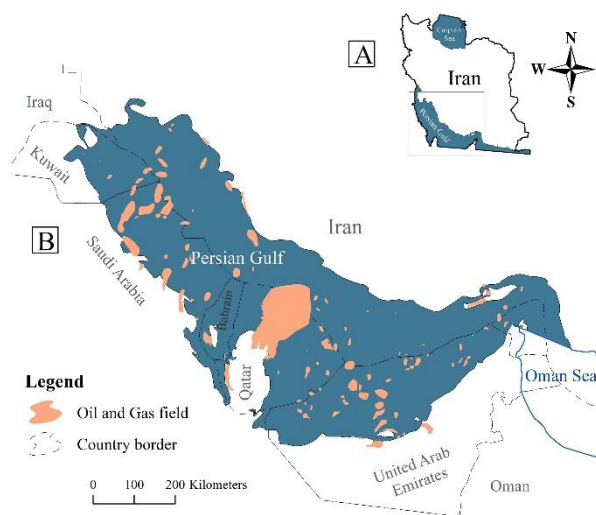 A
Caspian
Sea
Iran
Persian Gulf
N
W
E
S
Iraq
Kuwait
B
Saudi Arabia
Iran
Persian Gulf
Bahrain
Qatar
Oman Sea
United Arab
Emirates
Oman
Legend
Oil and Gas field
Country border
0
100
200 Kilometers